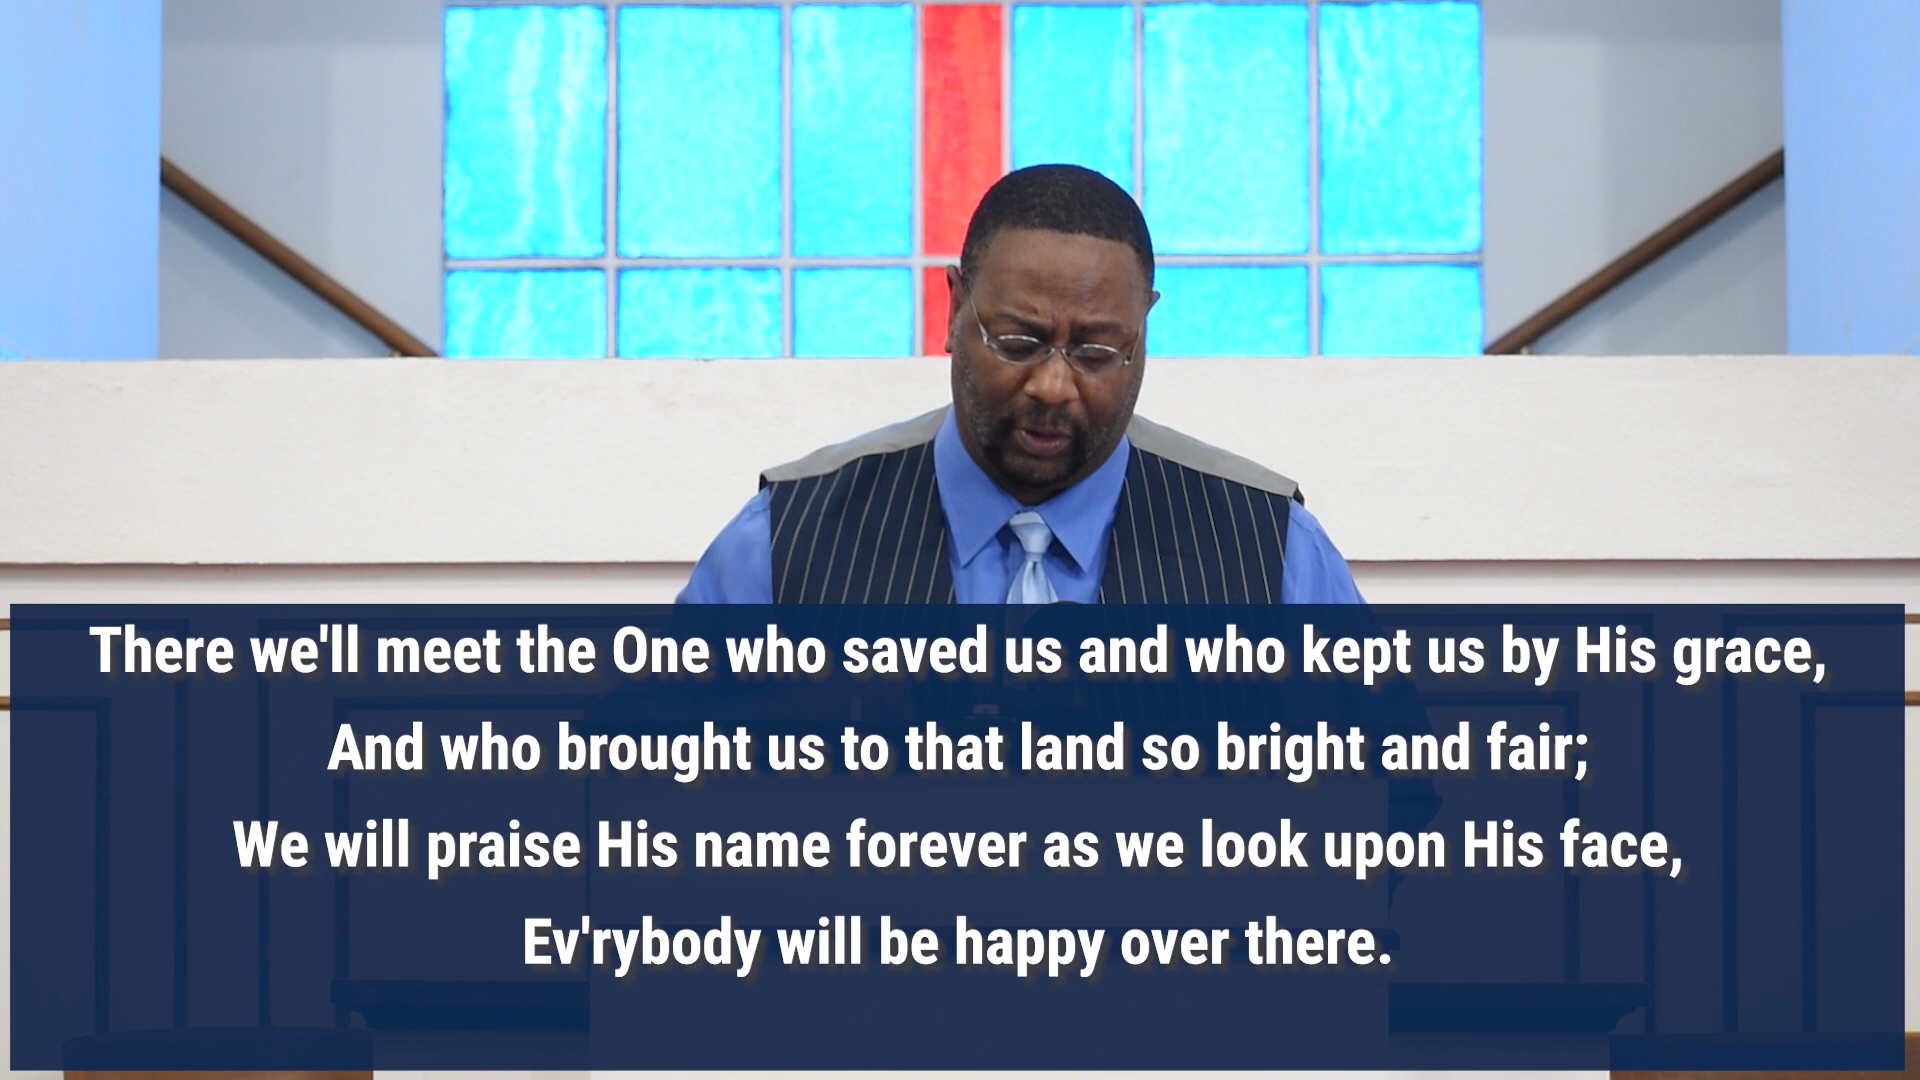 There we'll meet the One who saved us and who kept us by His grace,
And who brought us to that land so bright and fair;
We will praise His name forever as we look upon His face,
Ev'rybody will be happy over there.